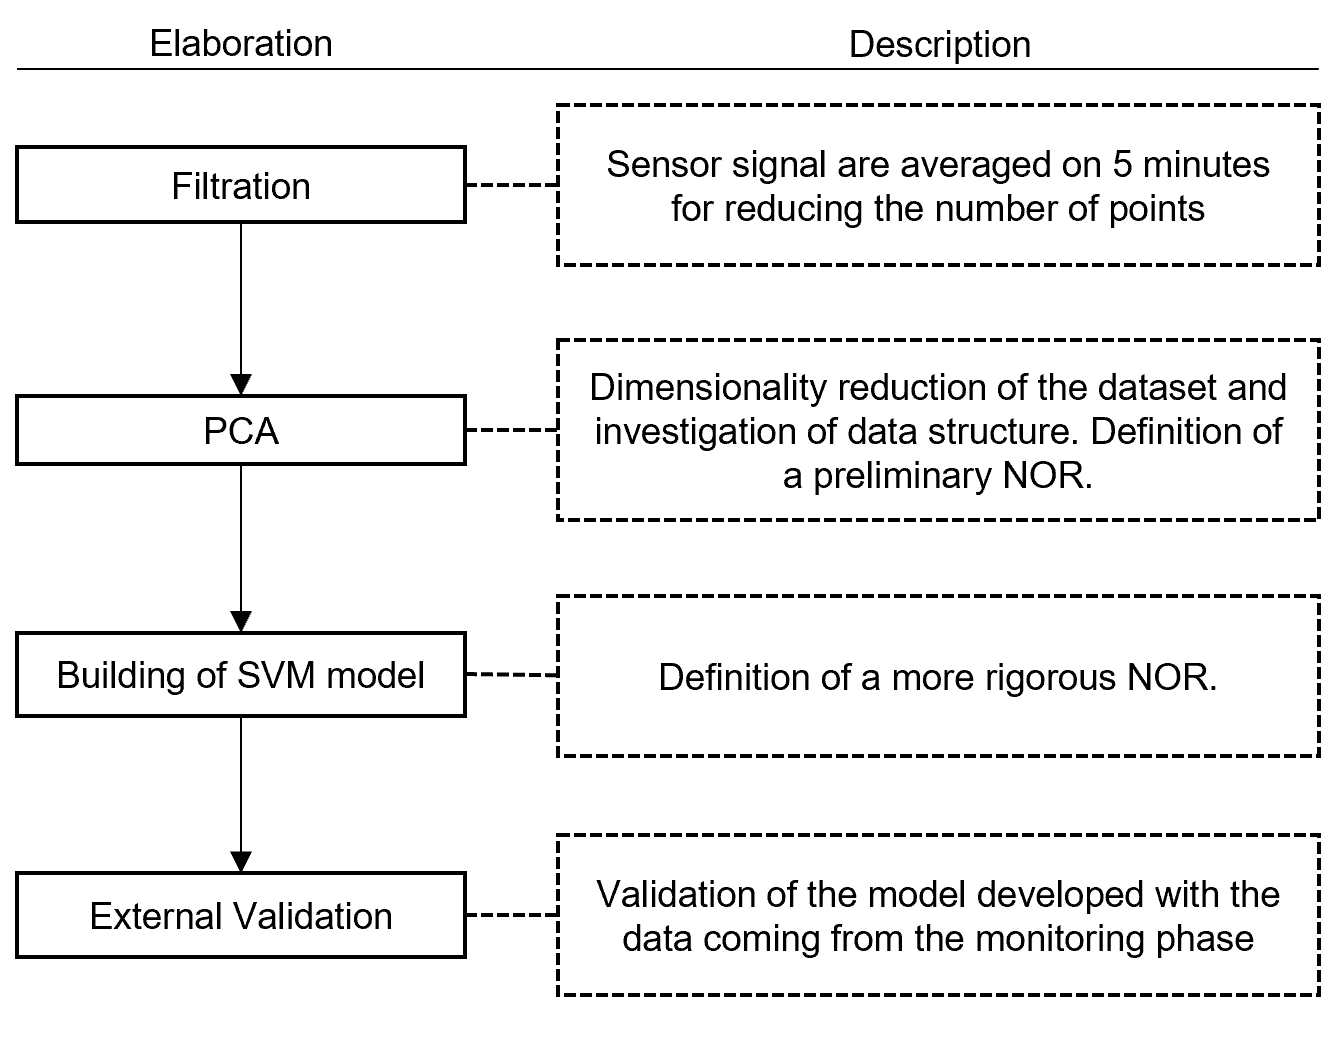 Elaboration
Description
Filtration
Sensor signal are averaged on 5 minutes
for reducing the number of points
PCA
Dimensionality reduction of the dataset and
investigation of data structure. Definition of
a preliminary NOR.
Building of SVM model
Definition of a more rigorous NOR.
External Validation
Validation of the model developed with the
data coming from the monitoring phase